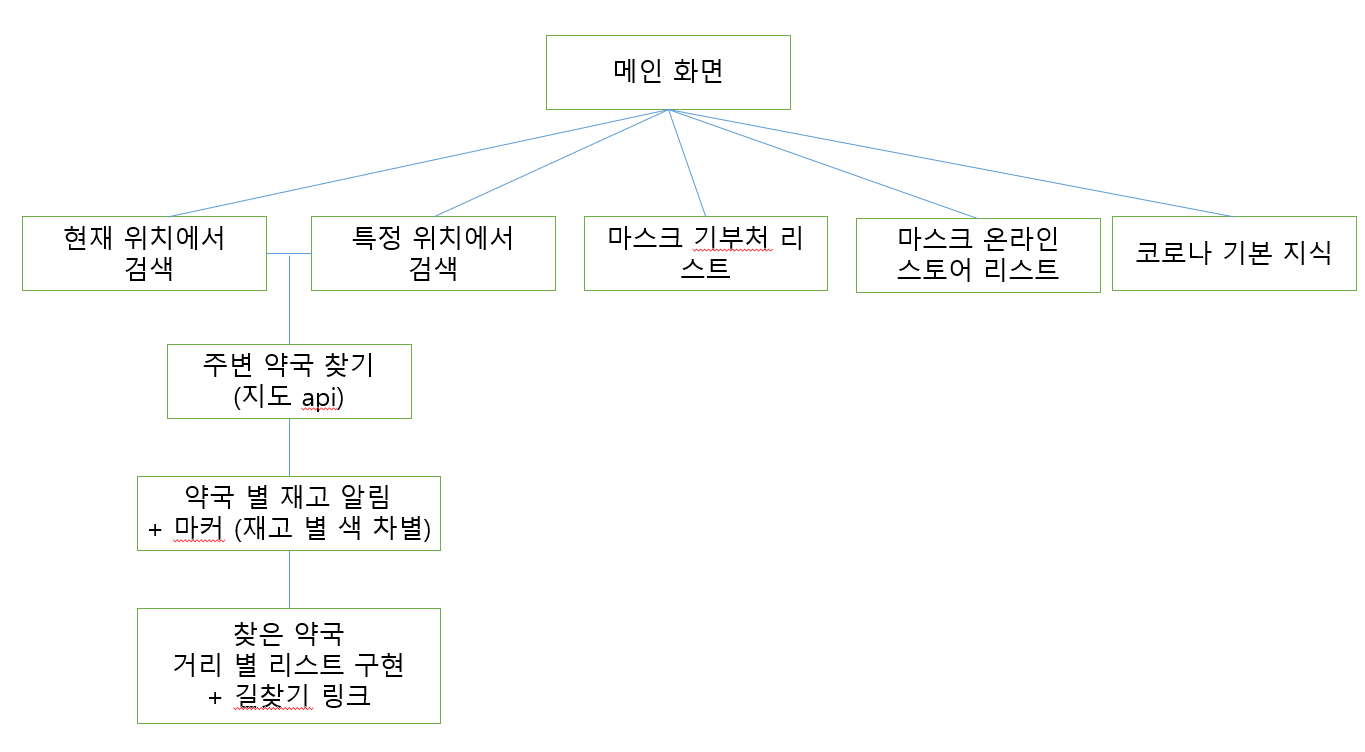 메인 화면
현재 위치에서
검색
특정 위치에서
검색
마스크 기부처 리
스트
마스크 온라인
스토어 리스트
코로나 기본 지식
주변 약국 찾기
(지도 api)
약국 별 재고 알림
+ 마커 (재고 별 색 차별)
찾은 약국
거리 별 리스트 구현
+ 길찾기 링크